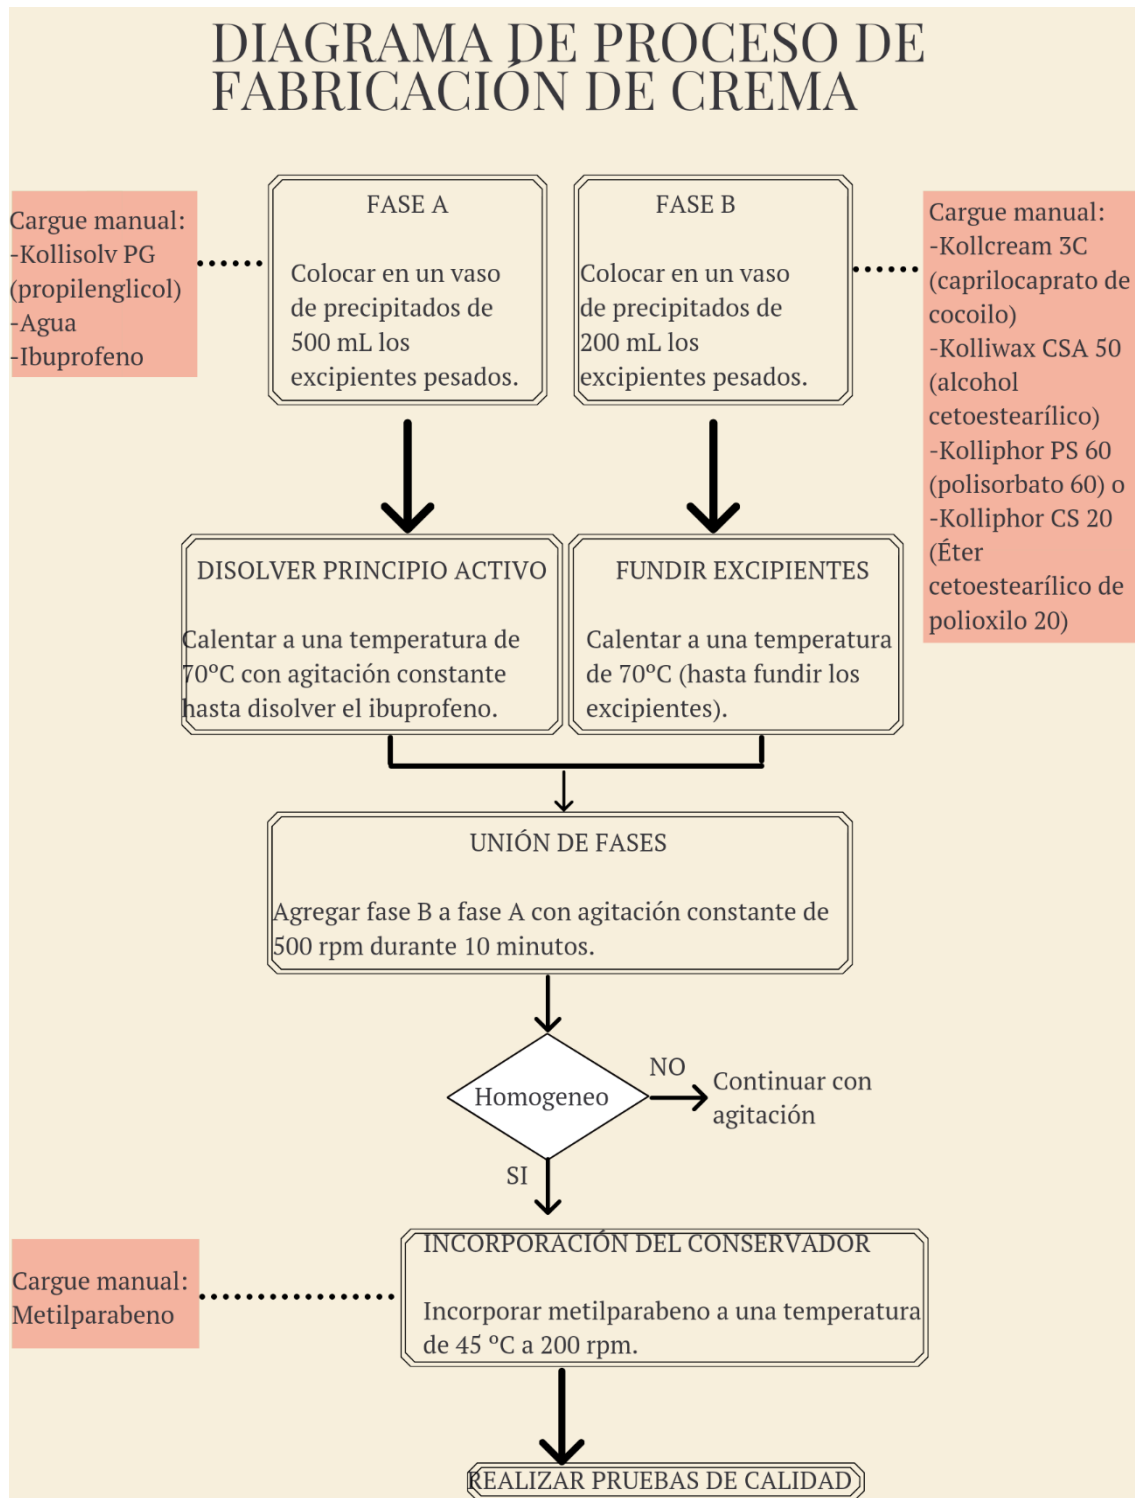 DIAGRAMA DE PROCESO DE
FABRICACIÓN DE CREMA
Cargue manual:
-Kollisolv PG
(propilenglicol)
-Agua
-Ibuprofeno
FASE A
Colocar en un vaso
de precipitados de
500 mL los
excipientes pesados.
FASE B
Colocar en un vaso
de precipitados de
200 mL los
excipientes pesados.
Cargue manual:
-Kollcream 3C
(caprilocaprato de
cocoilo)
-Kolliwax CSA 50
(alcohol
cetoestearílico)
-Kolliphor PS 60
(polisorbato 60) o
-Kolliphor CS 20
(Éter
cetoestearílico de
polioxilo 20)
DISOLVER PRINCIPIO ACTIVO
Calentar a una temperatura de
70ºC con agitación constante
hasta disolver el ibuprofeno.
FUNDIR EXCIPIENTES
Calentar a una temperatura
de 70ºC (hasta fundir los
excipientes).
UNIÓN DE FASES
Agregar fase B a fase A con agitación constante de
500 rpm durante 10 minutos.
Homogeneo
NO
Continuar con
agitación
SI
INCORPORACIÓN DEL CONSERVADOR
Incorporar metilparabeno a una temperatura
de 45 ºC a 200 rpm.
Cargue manual:
Metilparabeno
REALIZAR PRUEBAS DE CALIDAD